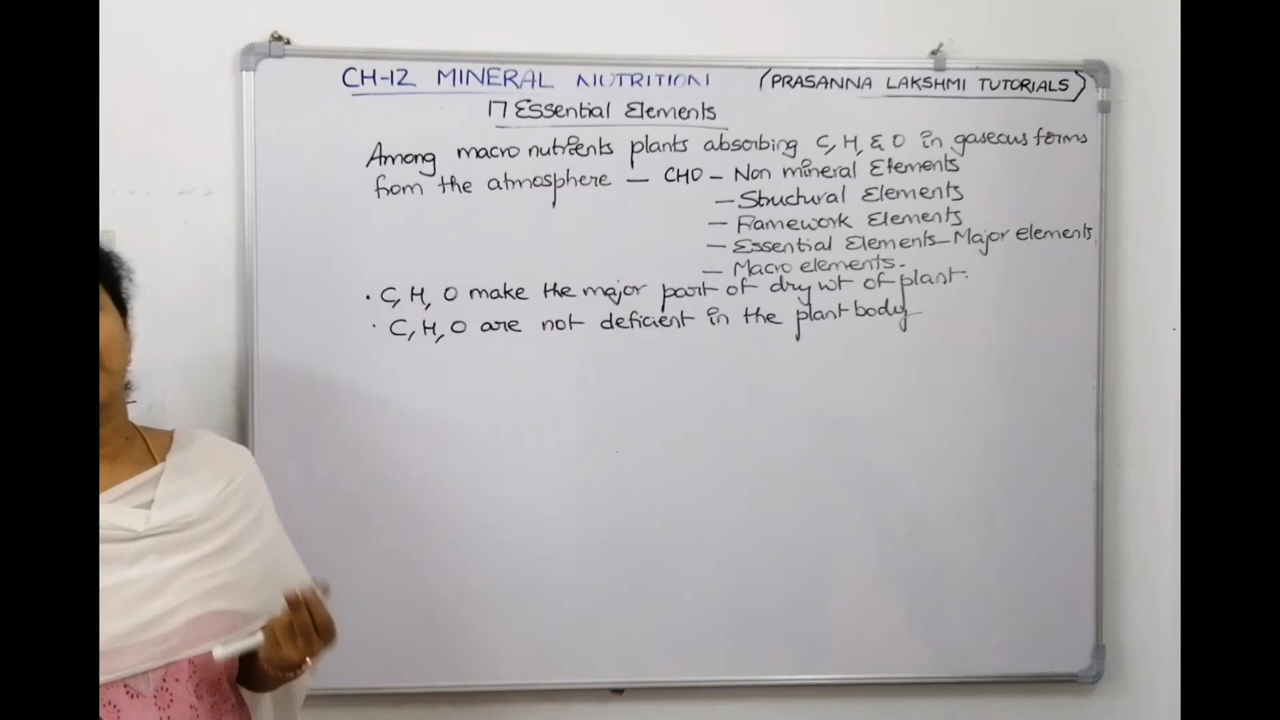 CH-12 MINERAL NUTRITION (PRASANNA LAKSHMI TUTORIALS)
17 Essential Elements
Among macro nutrients plants absorbing C, H, & O in gaseous forms
from the atmosphere — CHO – Non mineral Elements
— Structural Elements
— Framework Elements
— Essential Elements – Major elements
— Macro elements.
• C, H, O make the major part of dry wt of plant.
• C, H, O are not deficient in the plant body